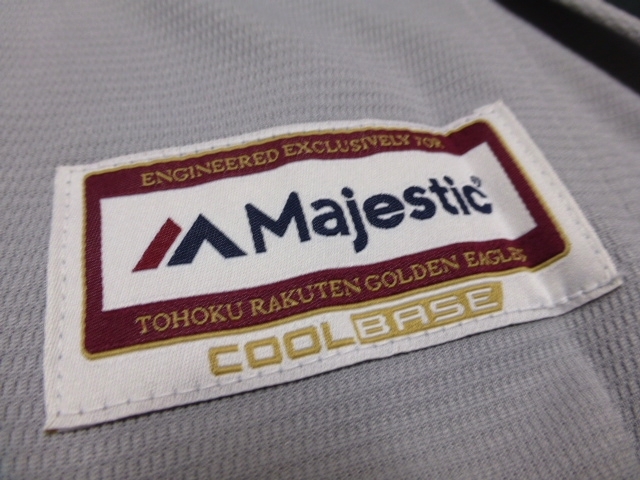 ENGINEERED EXCLUSIVELY FOR
Majestic
TOHOKU RAKUTEN GOLDEN EAGLES
COOLBASE